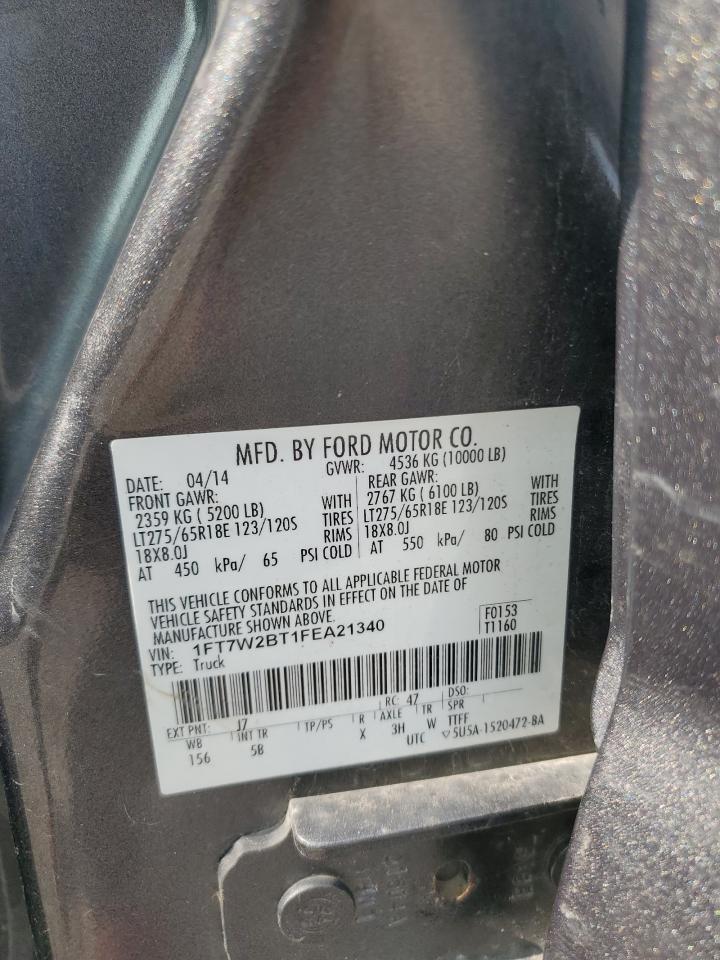 MFD. BY FORD MOTOR CO.
DATE: 04/14 GVWR: 4536 KG (10000 LB)
FRONT GAWR: REAR GAWR:
2359 KG ( 5200 LB) WITH 2767 KG ( 6100 LB) WITH
LT275/65R18E 123/120S TIRES LT275/65R18E 123/120S TIRES
18X8.0J RIMS 18X8.0J RIMS
AT 450 kPa/ 65 PSI COLD AT 550 kPa/ 80 PSI COLD
THIS VEHICLE CONFORMS TO ALL APPLICABLE FEDERAL MOTOR
VEHICLE SAFETY STANDARDS IN EFFECT ON THE DATE OF
MANUFACTURE SHOWN ABOVE.
VIN: 1FT7W2BT1FEA21340 F0153
TYPE: Truck T1160
EXT PNT: J7 RC: 47 DSO:
WB INT TR TP/PS R AXLE TR SPR
156 5B X 3H W TTFF
UTC ▽5U5A-1520472-BA